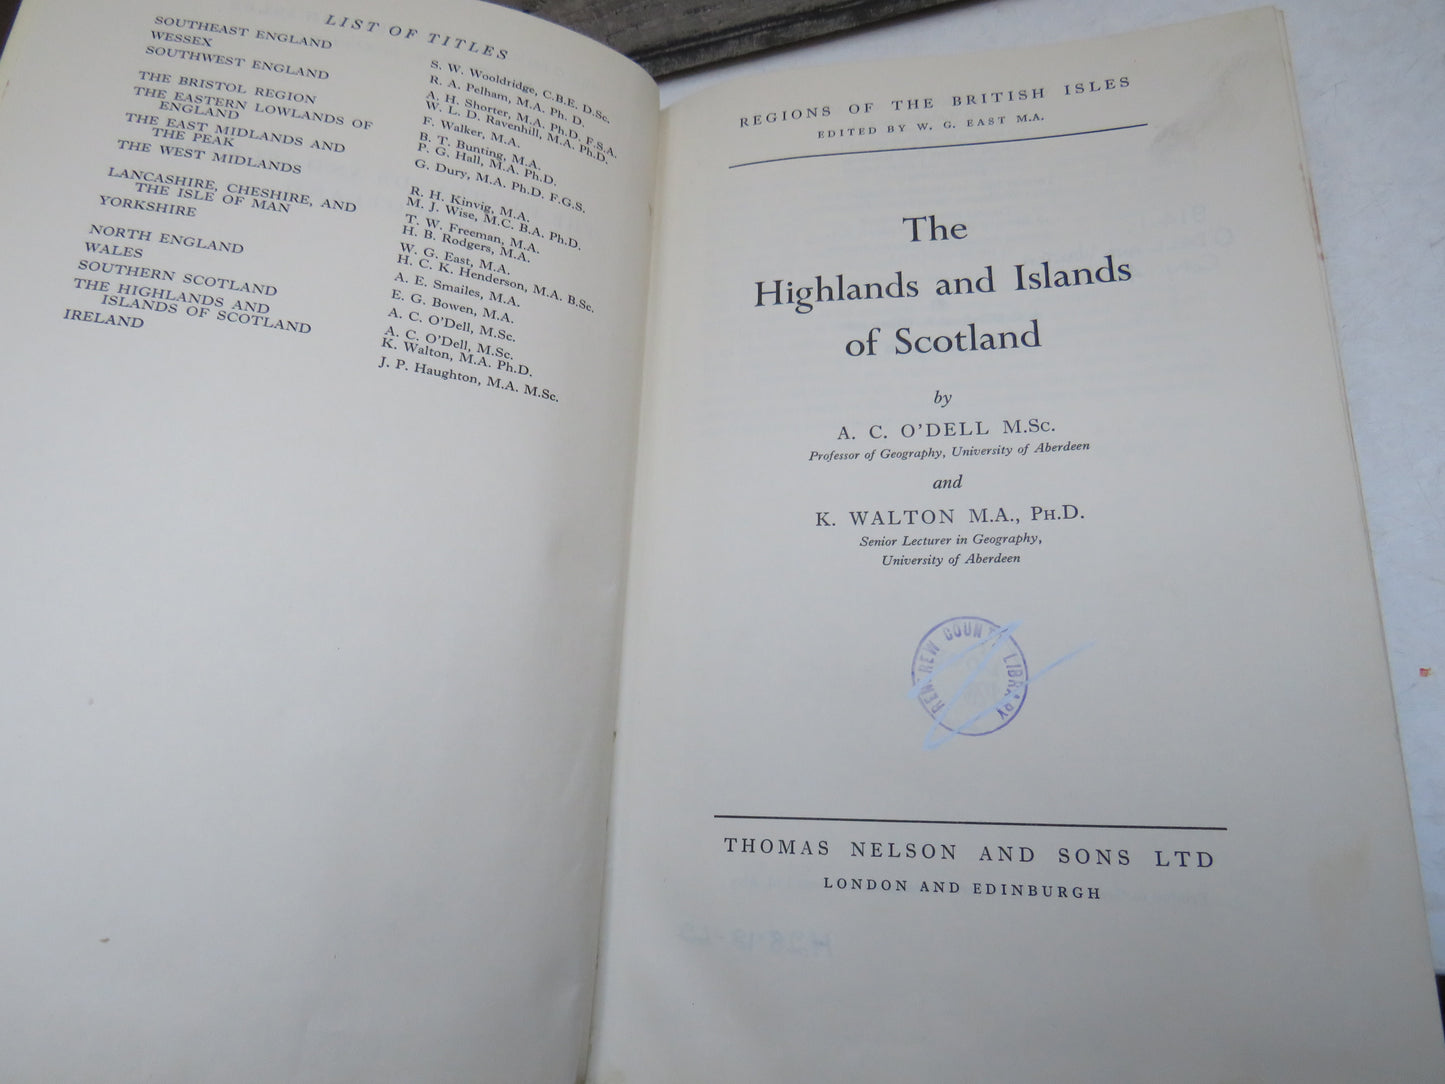 LIST OF TITLES
SOUTHEAST ENGLAND
WESSEX
SOUTHWEST ENGLAND
THE BRISTOL REGION
THE EASTERN LOWLANDS OF
ENGLAND
THE EAST MIDLANDS AND
THE PEAK
THE WEST MIDLANDS
LANCASHIRE, CHESHIRE, AND
THE ISLE OF MAN
YORKSHIRE
NORTH ENGLAND
WALES
SOUTHERN SCOTLAND
THE HIGHLANDS AND
ISLANDS OF SCOTLAND
IRELAND
S. W. Wooldridge, C.B.E. D.Sc.
R. A. Pelham, M.A. Ph. D.
A. H. Shorter, M.A. Ph.D. F.S.A.
W. L. D. Ravenhill, M.A. Ph.D.
F. Walker, M.A.
B. T. Bunting, M.A.
P. G. Hall, M.A. Ph.D.
G. Dury, M.A. Ph.D. F.G.S.
R. H. Kinvig, M.A.
M. J. Wise, M.C. B.A. Ph.D.
T. W. Freeman, M.A.
H. B. Rodgers, M.A.
W. G. East, M.A.
H. C. K. Henderson, M.A. B.Sc.
A. E. Smailes, M.A.
E. G. Bowen, M.A.
A. C. O'Dell, M.Sc.
A. C. O'Dell, M.Sc.
K. Walton, M.A. Ph.D.
J. P. Haughton, M.A. M.Sc.
REGIONS OF THE BRITISH ISLES
EDITED BY W. G. EAST M.A.
The
Highlands and Islands
of Scotland
by
A. C. O'DELL M.Sc.
Professor of Geography, University of Aberdeen
and
K. WALTON M.A., Ph.D.
Senior Lecturer in Geography,
University of Aberdeen
RENFREW COUNTY LIBRARY
THOMAS NELSON AND SONS LTD
LONDON AND EDINBURGH